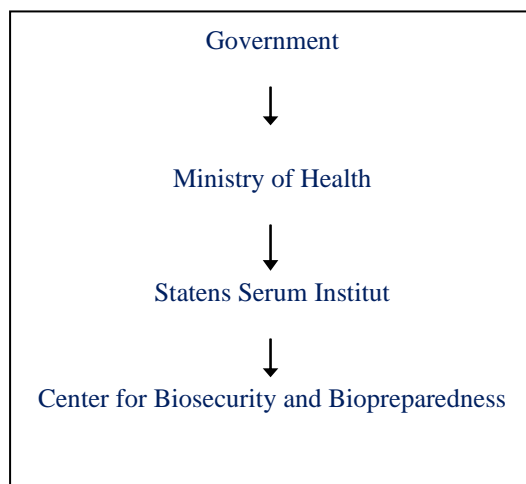 Government
Ministry of Health
Statens Serum Institut
Center for Biosecurity and Biopreparedness